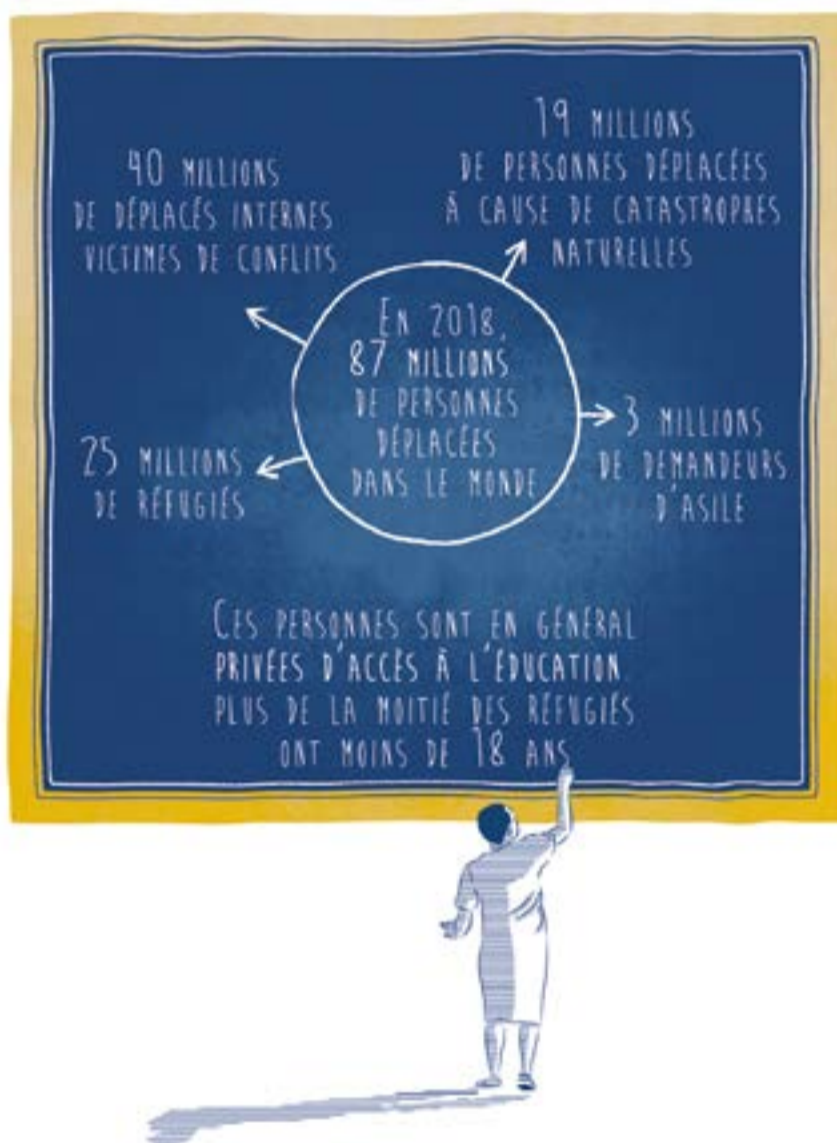 40 MILLIONS
DE DÉPLACÉS INTERNES
VICTIMES DE CONFLITS
19 MILLIONS
DE PERSONNES DÉPLACÉES
À CAUSE DE CATASTROPHES
NATURELLES
EN 2018,
87 MILLIONS
DE PERSONNES
DÉPLACÉES
DANS LE MONDE
25 MILLIONS
DE RÉFUGIÉS
3 MILLIONS
DE DEMANDEURS
D'ASILE
CES PERSONNES SONT EN GÉNÉRAL
PRIVÉES D'ACCÈS À L'ÉDUCATION
PLUS DE LA MOITIÉ DES RÉFUGIÉS
ONT MOINS DE 18 ANS